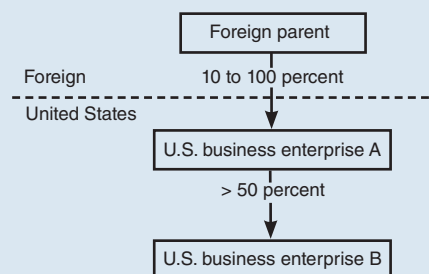 Foreign parent
Foreign
10 to 100 percent
United States
U.S. business enterprise A
> 50 percent
U.S. business enterprise B